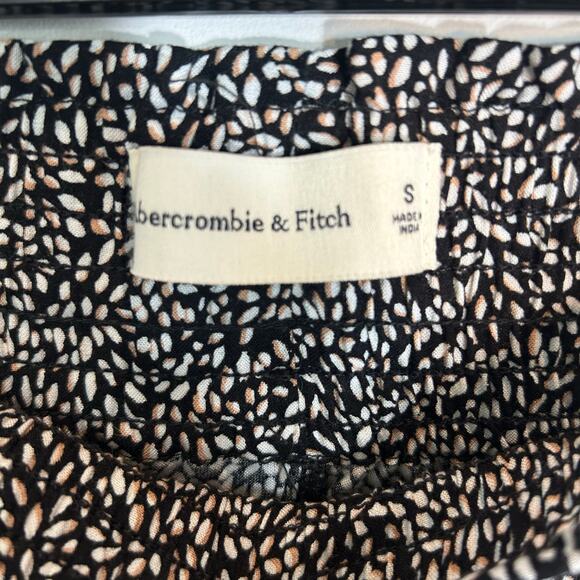 Abercrombie & Fitch
S
MADE IN
INDIA